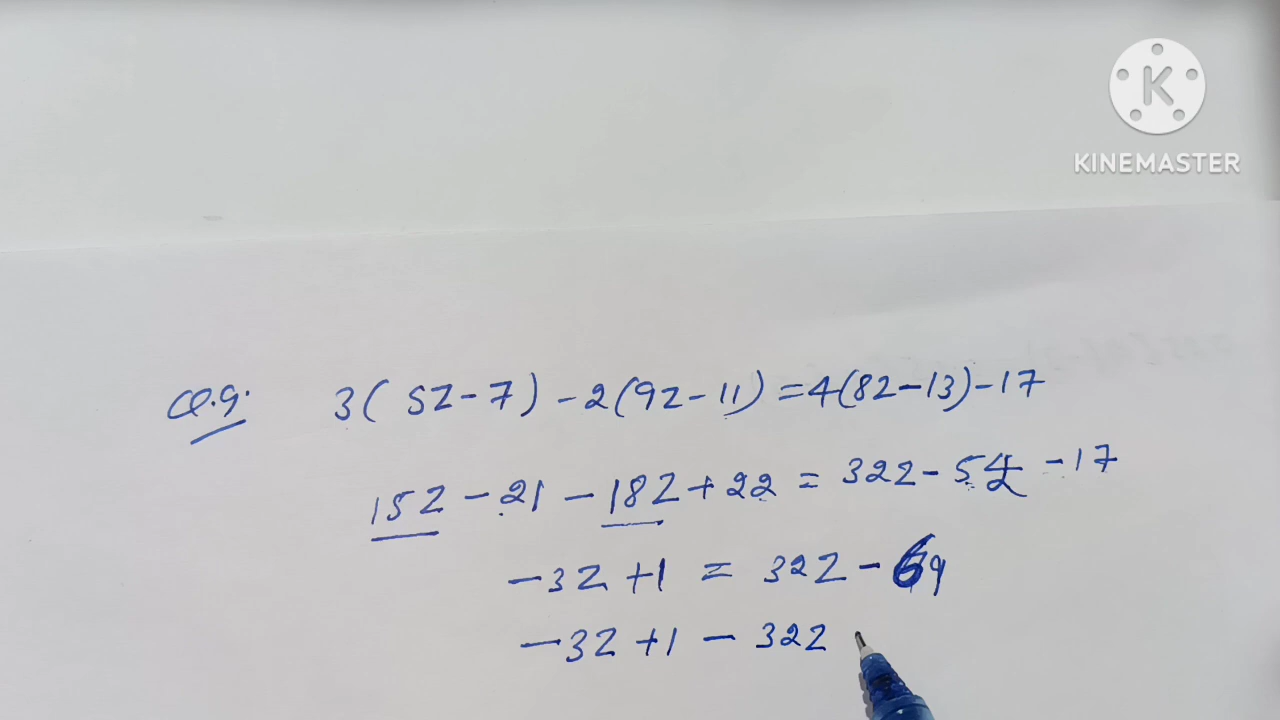 KINEMASTER
Q.9. 3(5z-7)-2(9z-11)=4(8z-13)-17
15z-21-18z+22=32z-52-17
-3z+1=32z-69
-3z+1-32z